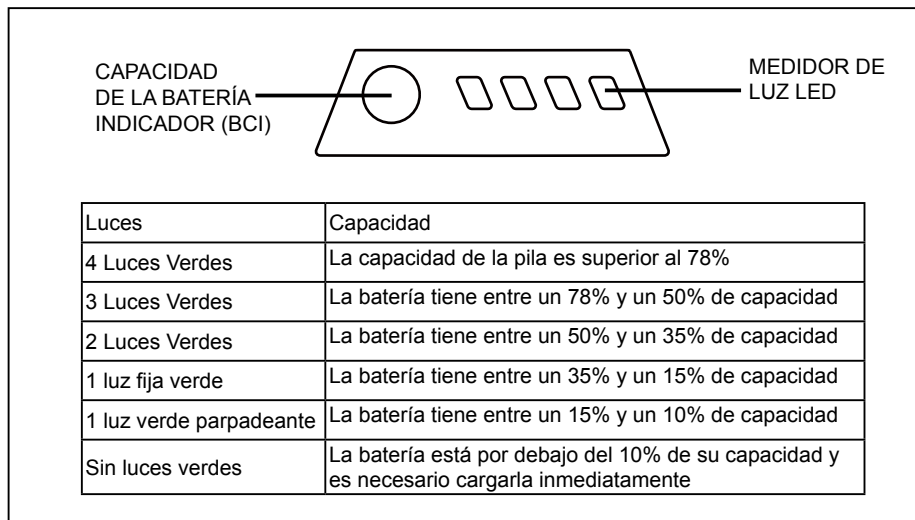 CAPACIDAD
DE LA BATERÍA
INDICADOR (BCI)
MEDIDOR DE
LUZ LED
Luces Capacidad
4 Luces Verdes La capacidad de la pila es superior al 78%
3 Luces Verdes La batería tiene entre un 78% y un 50% de capacidad
2 Luces Verdes La batería tiene entre un 50% y un 35% de capacidad
1 luz fija verde La batería tiene entre un 35% y un 15% de capacidad
1 luz verde parpadeante La batería tiene entre un 15% y un 10% de capacidad
Sin luces verdes La batería está por debajo del 10% de su capacidad y
es necesario cargarla inmediatamente